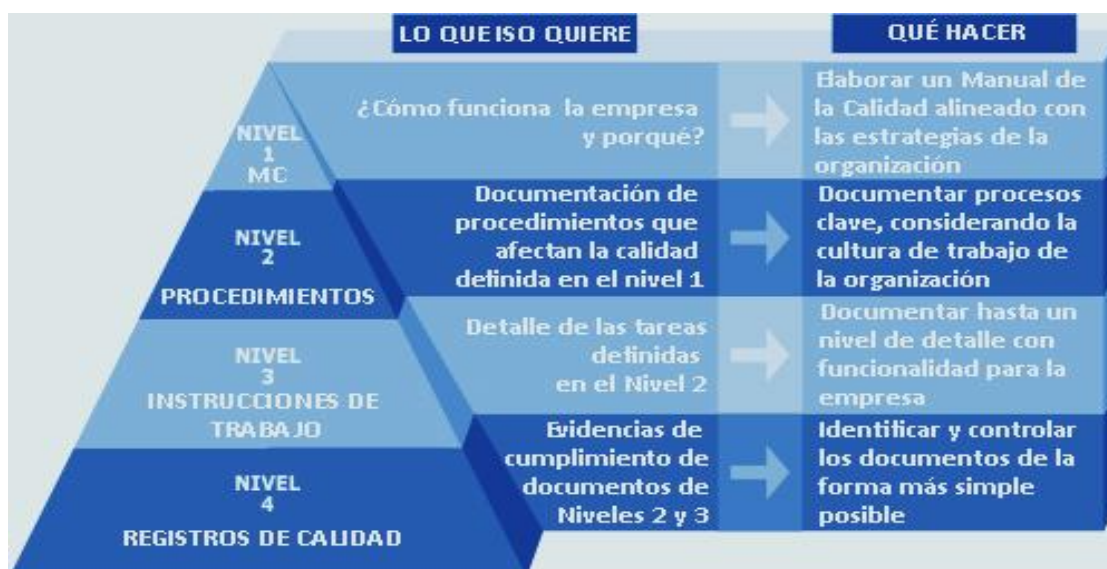 LO QUE ISO QUIERE
QUÉ HACER
NIVEL
1
MC
¿Cómo funciona la empresa
y porqué?
Elaborar un Manual de
la Calidad alineado con
las estrategias de la
organización
NIVEL
2
PROCEDIMIENTOS
Documentación de
procedimientos que
afectan la calidad
definida en el nivel 1
Documentar procesos
clave, considerando la
cultura de trabajo de
la organización
NIVEL
3
INSTRUCCIONES DE
TRABAJO
Detalle de las tareas
definidas
en el Nivel 2
Documentar hasta un
nivel de detalle con
funcionalidad para la
empresa
NIVEL
4
REGISTROS DE CALIDAD
Evidencias de
cumplimiento de
documentos de
Niveles 2 y 3
Identificar y controlar
los documentos de la
forma más simple
posible